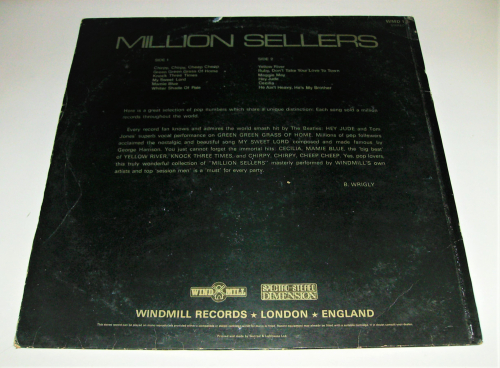 MILLION SELLERS
SIDE 1
Chirpy, Chirpy, Cheep Cheep
Green Green Grass Of Home
Knock Three Times
My Sweet Lord
Mamie Blue
Whiter Shade Of Pale
SIDE 2
Yellow River
Ruby, Don't Take Your Love To Town
Maggie May
Hey Jude
Cecilia
He Ain't Heavy, He's My Brother
Here is a great selection of pop numbers which share a unique distinction. Each song sold a million
records throughout the world.
Every record fan knows and admires the world smash hit by The Beatles: HEY JUDE and Tom
Jones' superb vocal performance on GREEN GREEN GRASS OF HOME. Millions of pop followers
acclaimed the nostalgic and beautiful song MY SWEET LORD composed and made famous by
George Harrison. You just cannot forget the immortal hits: CECILIA, MAMIE BLUE, the 'big beat'
of YELLOW RIVER, KNOCK THREE TIMES, and CHIRPY, CHIRPY, CHEEP CHEEP. Yes, pop lovers,
this truly wonderful collection of "MILLION SELLERS" masterly performed by WINDMILL'S own
artists and top 'session men' is a 'must' for every party.
B. WRIGLY
WIND MILL
SPECTRO-STEREO
DIMENSION
WINDMILL RECORDS ★ LONDON ★ ENGLAND